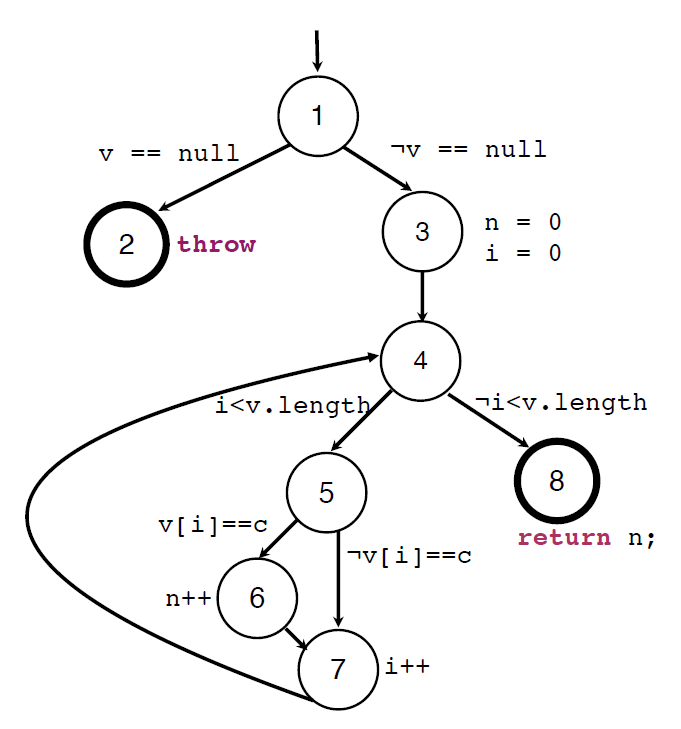 1
v == null
¬v == null
2
throw
3
n = 0
i = 0
4
i<v.length
¬i<v.length
5
8
v[i]==c
return n;
¬v[i]==c
n++
6
7
i++